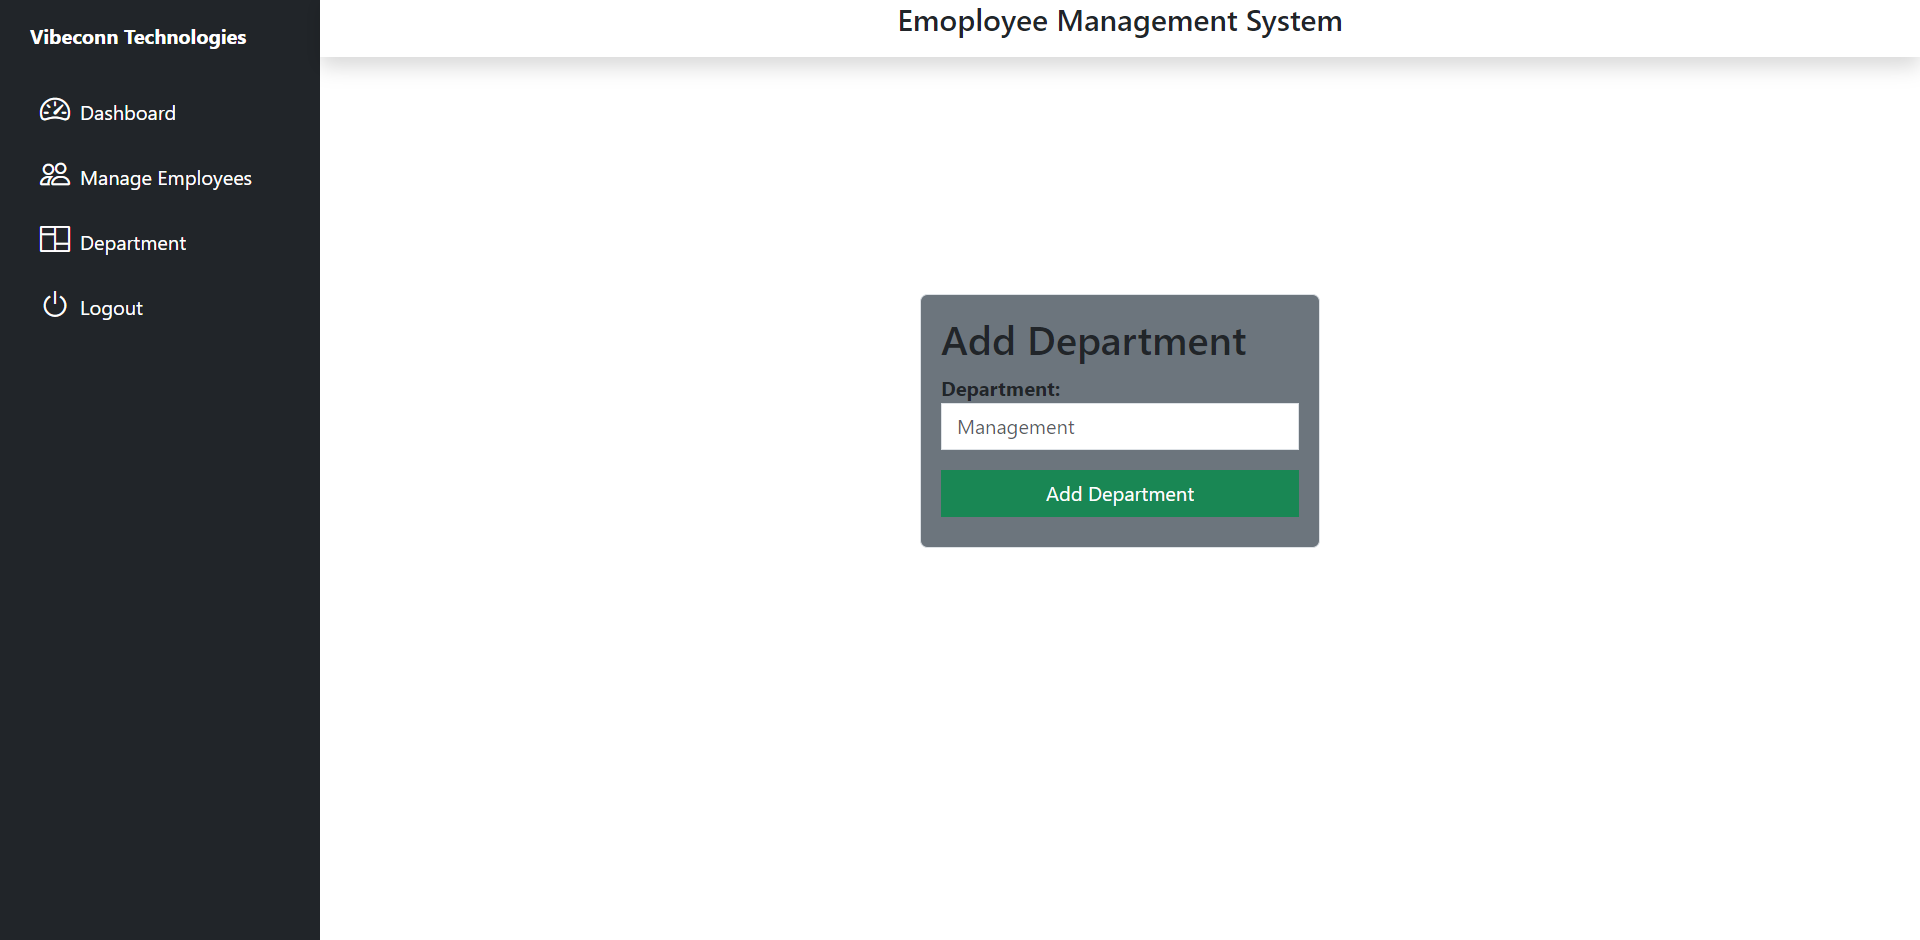 Vibeconn Technologies
Dashboard
Manage Employees
Department
Logout
Emoployee Management System
Add Department
Department:
Management
Add Department